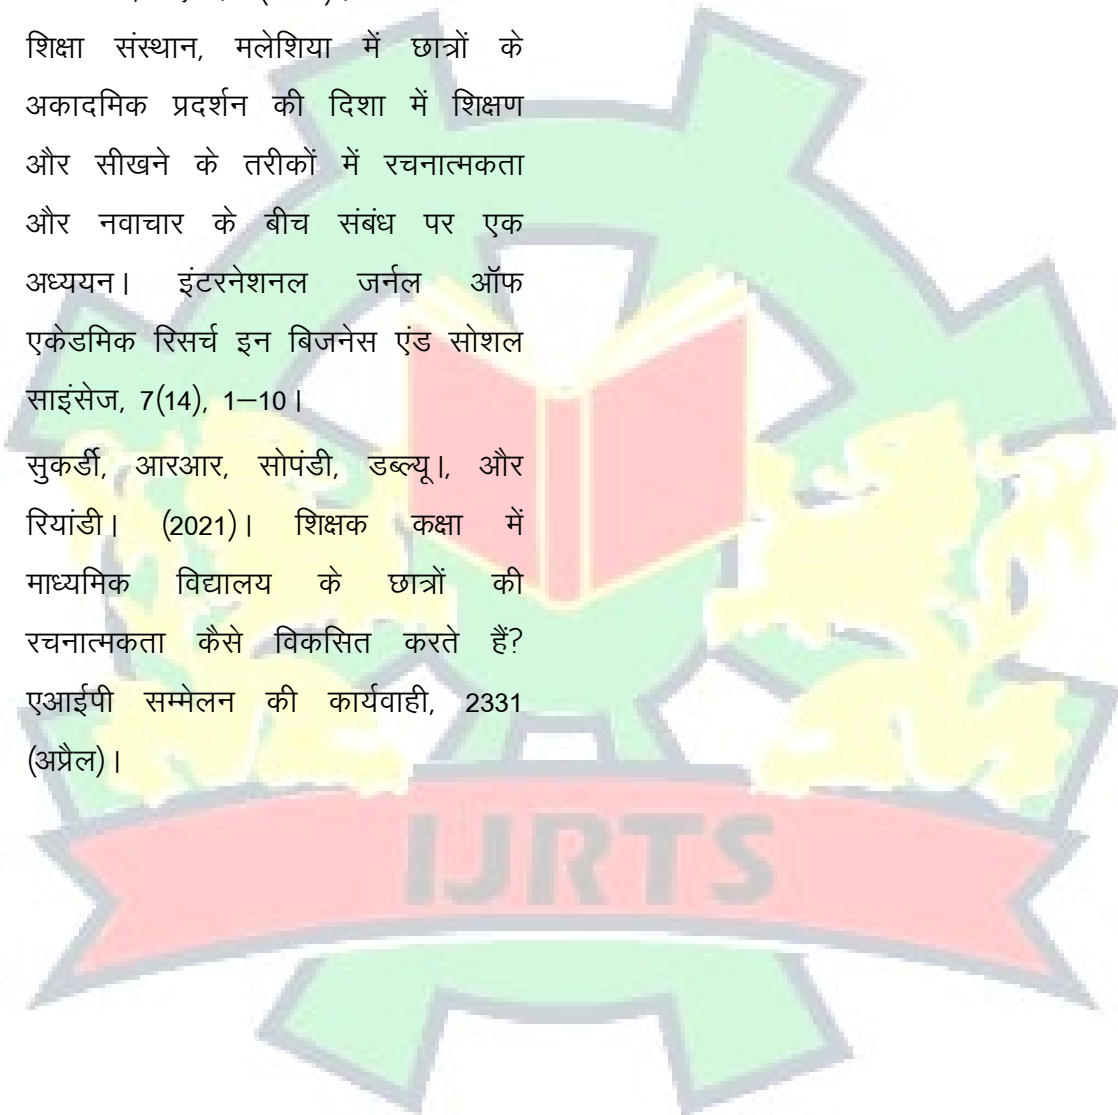 शिक्षा संस्थान, मलेशिया में छात्रों के
अकादमिक प्रदर्शन की दिशा में शिक्षण
और सीखने के तरीकों में रचनात्मकता
और नवाचार के बीच संबंध पर एक
अध्ययन। इंटरनेशनल जर्नल ऑफ
एकेडमिक रिसर्च इन बिजनेस एंड सोशल
साइंसेज, 7(14), 1–10।
सुकर्डी, आरआर, सोपंडी, डब्ल्यू।, और
रियांडी। (2021)। शिक्षक कक्षा में
माध्यमिक विद्यालय के छात्रों की
रचनात्मकता कैसे विकसित करते हैं?
एआईपी सम्मेलन की कार्यवाही, 2331
(अप्रैल)।
IJRTS